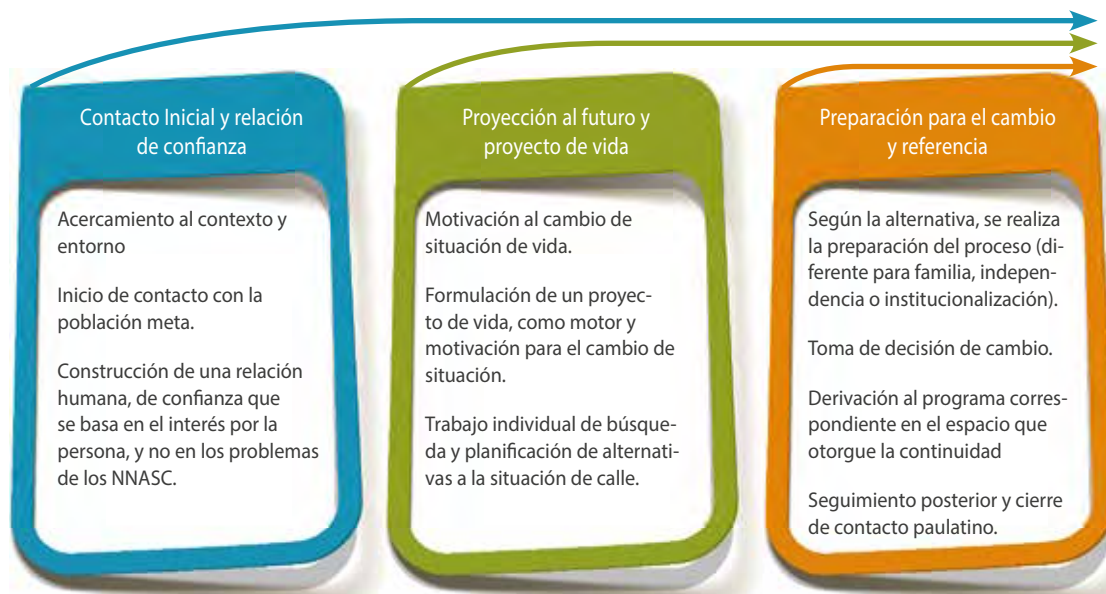 Contacto Inicial y relación
de confianza
Acercamiento al contexto y
entorno
Inicio de contacto con la
población meta.
Construcción de una relación
humana, de confianza que
se basa en el interés por la
persona, y no en los problemas
de los NNASC.
Proyección al futuro y
proyecto de vida
Motivación al cambio de
situación de vida.
Formulación de un proyec-
to de vida, como motor y
motivación para el cambio de
situación.
Trabajo individual de búsque-
da y planificación de alternati-
vas a la situación de calle.
Preparación para el cambio
y referencia
Según la alternativa, se realiza
la preparación del proceso (di-
ferente para familia, indepen-
dencia o institucionalización).
Toma de decisión de cambio.
Derivación al programa corres-
pondiente en el espacio que
otorgue la continuidad
Seguimiento posterior y cierre
de contacto paulatino.